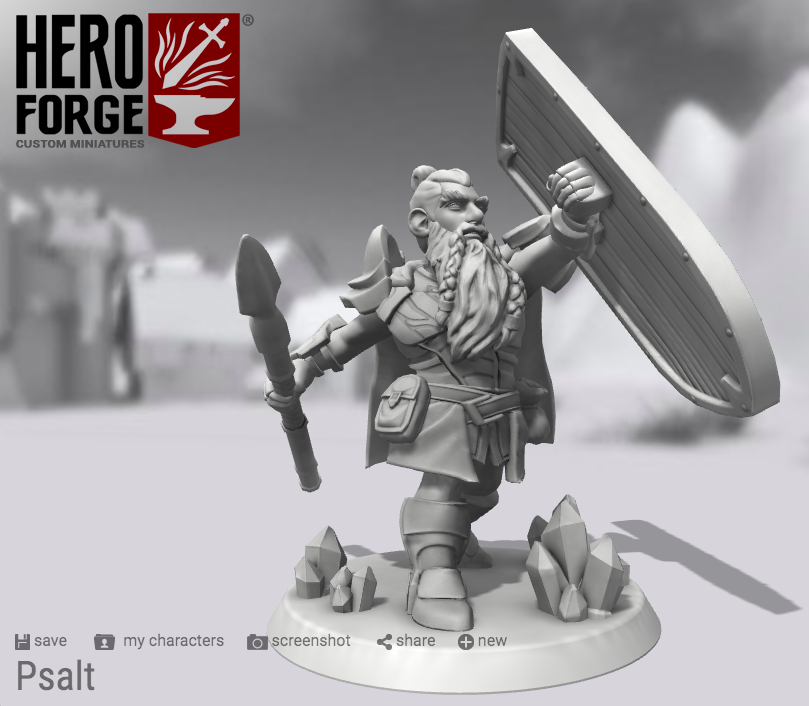 HERO
FORGE®
CUSTOM MINIATURES
save my characters screenshot share new
Psalt